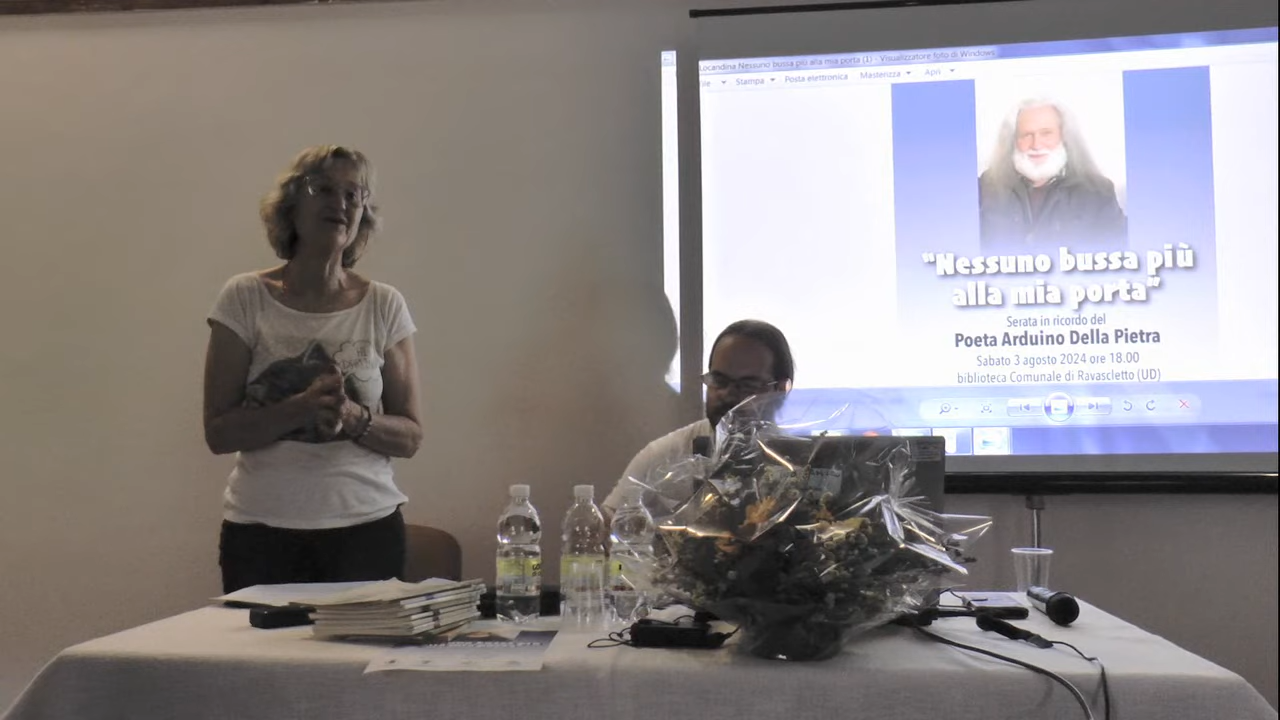 Locandina Nessuno bussa più alla mia porta (1) - Visualizzatore foto di Windows
File Stampa Posta elettronica Masterizza Apri
"Nessuno bussa più
alla mia porta"
Serata in ricordo del
Poeta Arduino Della Pietra
Sabato 3 agosto 2024 ore 18.00
biblioteca Comunale di Ravascletto (UD)